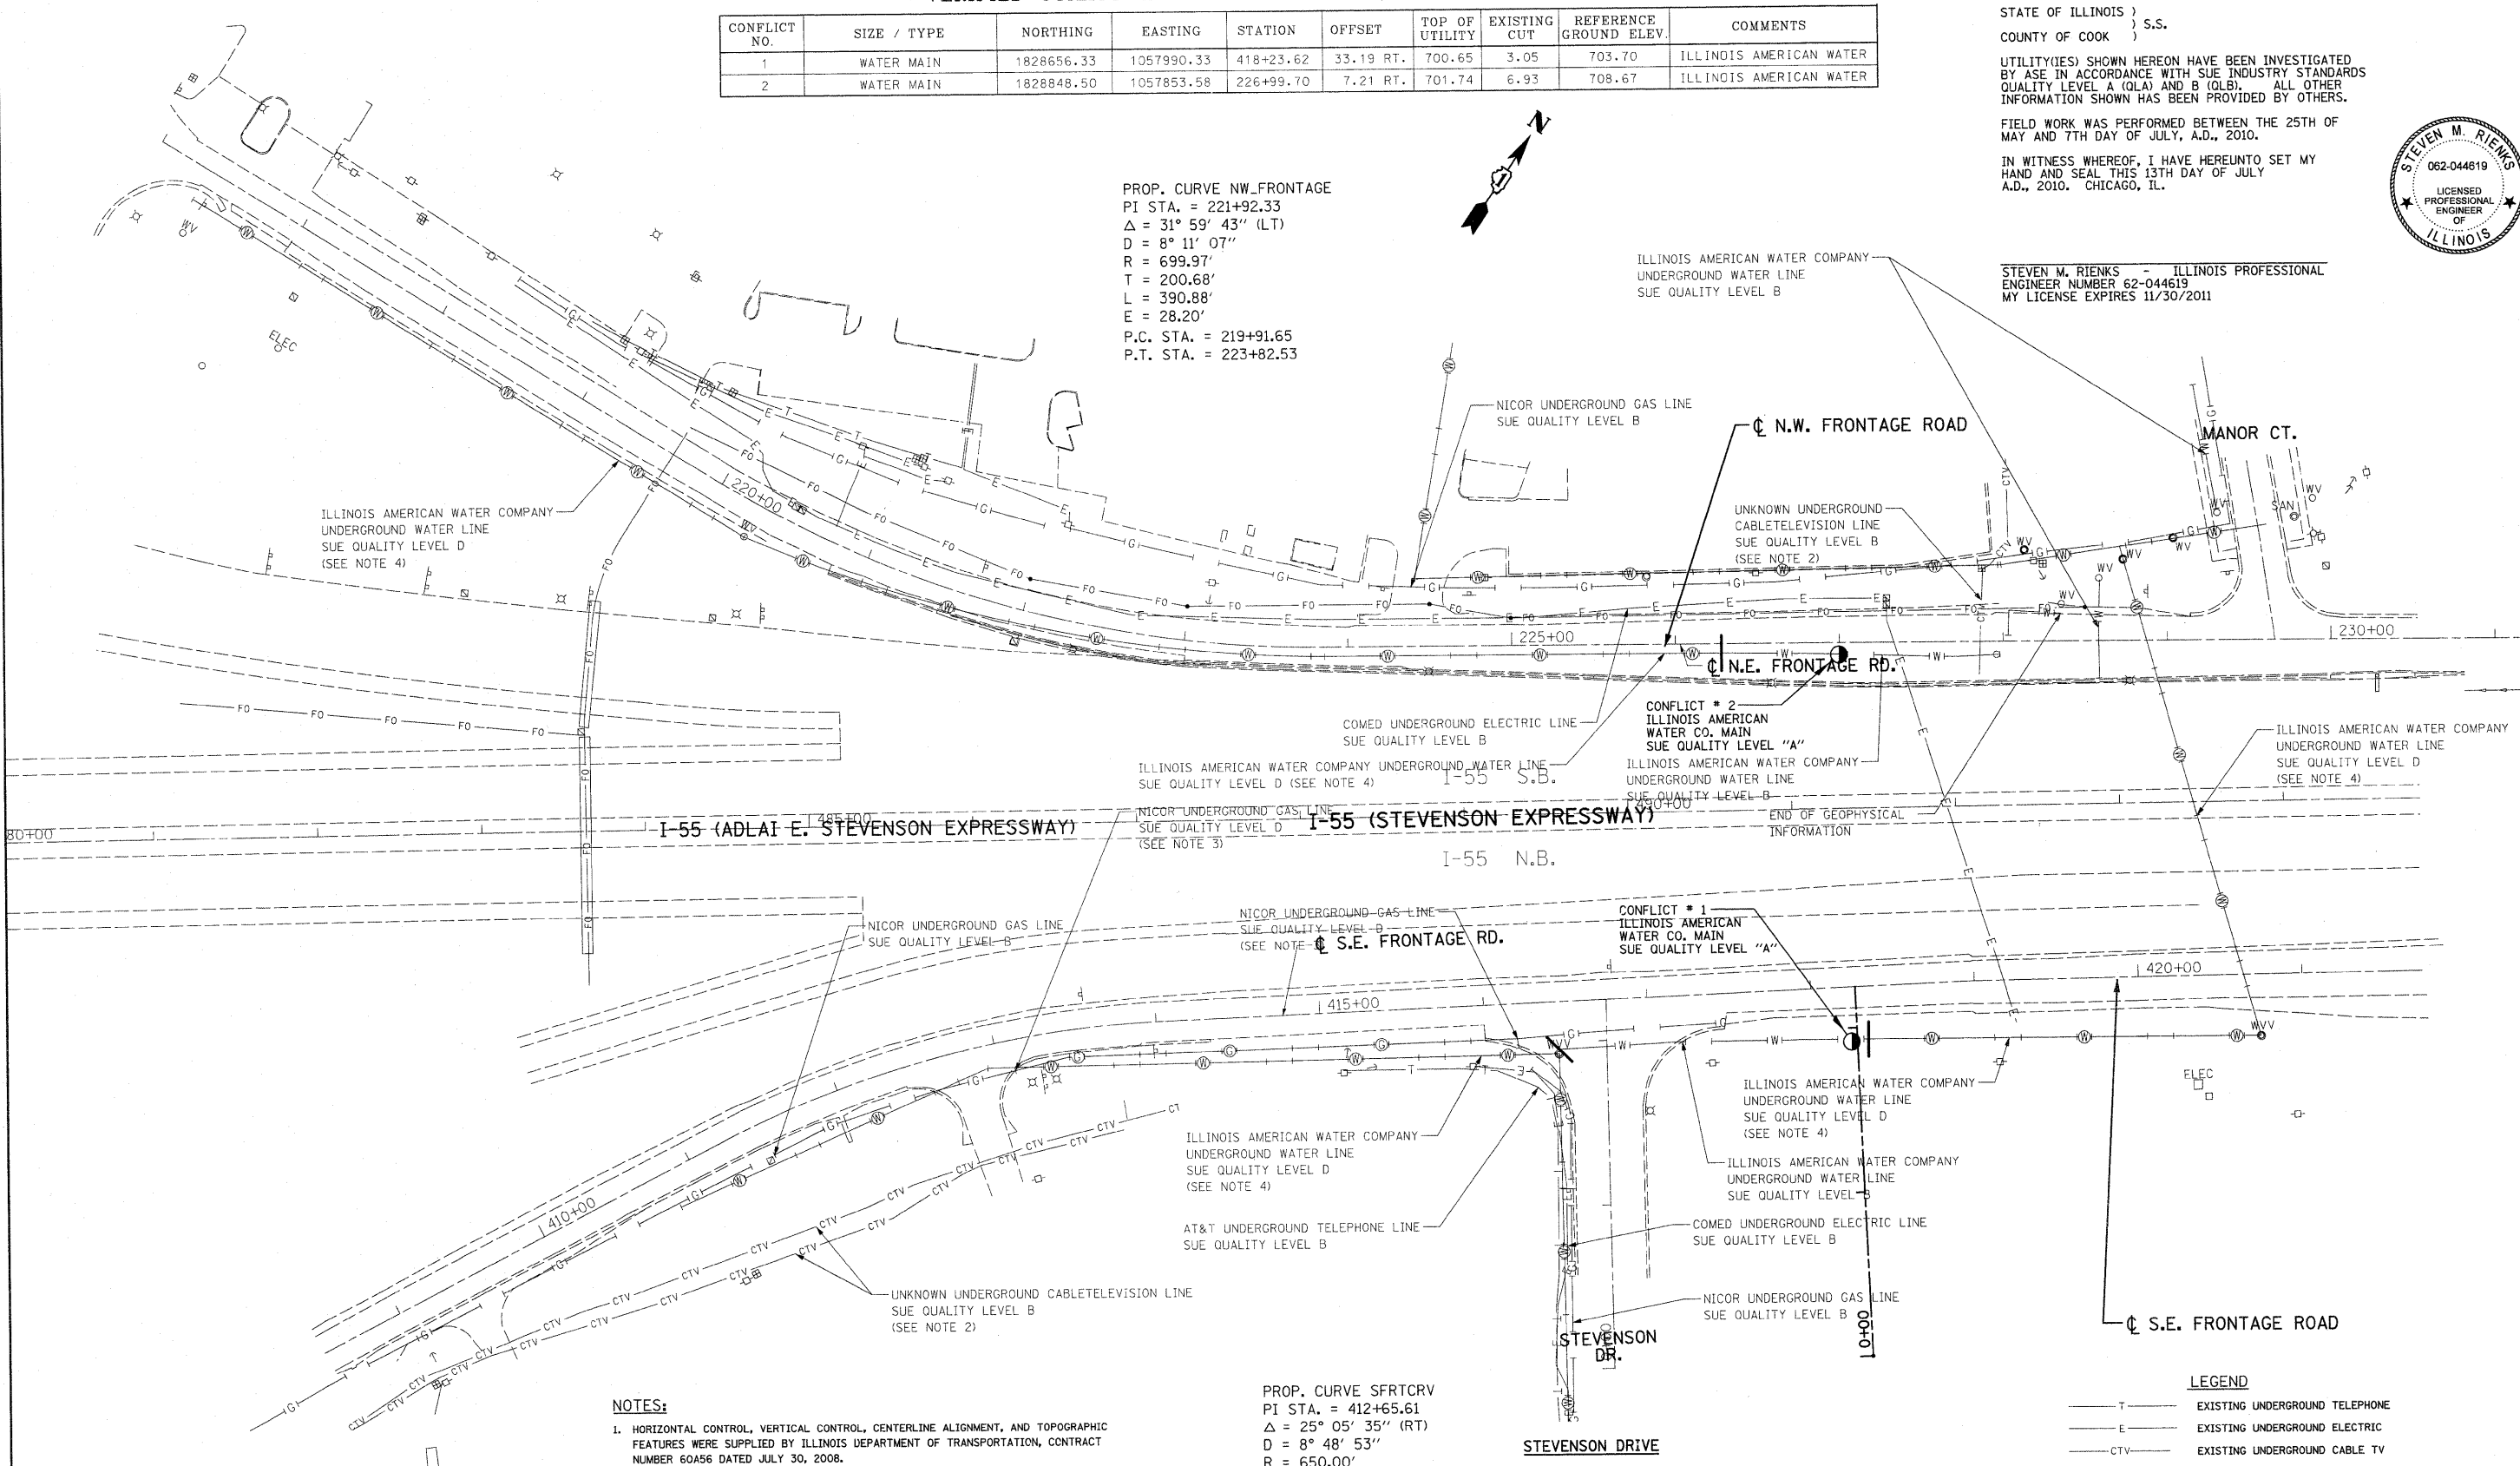 CONFLICT NO. SIZE / TYPE NORTHING EASTING STATION OFFSET TOP OF UTILITY EXISTING CUT REFERENCE GROUND ELEV. COMMENTS
1 WATER MAIN 1828656.33 1057990.33 418+23.62 33.19 RT. 700.65 3.05 703.70 ILLINOIS AMERICAN WATER
2 WATER MAIN 1828848.50 1057853.58 226+99.70 7.21 RT. 701.74 6.93 708.67 ILLINOIS AMERICAN WATER
STATE OF ILLINOIS )
) S.S.
COUNTY OF COOK )
UTILITY(IES) SHOWN HEREON HAVE BEEN INVESTIGATED
BY ASE IN ACCORDANCE WITH SUE INDUSTRY STANDARDS
QUALITY LEVEL A (QLA) AND B (QLB). ALL OTHER
INFORMATION SHOWN HAS BEEN PROVIDED BY OTHERS.
FIELD WORK WAS PERFORMED BETWEEN THE 25TH OF
MAY AND 7TH DAY OF JULY, A.D., 2010.
IN WITNESS WHEREOF, I HAVE HEREUNTO SET MY
HAND AND SEAL THIS 13TH DAY OF JULY
A.D., 2010. CHICAGO, IL.
STEVEN M. RIENKS
062-044619
LICENSED
PROFESSIONAL
ENGINEER
OF
ILLINOIS
STEVEN M. RIENKS - ILLINOIS PROFESSIONAL
ENGINEER NUMBER 62-044619
MY LICENSE EXPIRES 11/30/2011
N
PROP. CURVE NW_FRONTAGE
PI STA. = 221+92.33
Δ = 31° 59' 43" (LT)
D = 8° 11' 07"
R = 699.97'
T = 200.68'
L = 390.88'
E = 28.20'
P.C. STA. = 219+91.65
P.T. STA. = 223+82.53
ILLINOIS AMERICAN WATER COMPANY
UNDERGROUND WATER LINE
SUE QUALITY LEVEL B
WV
ELEC
NICOR UNDERGROUND GAS LINE
SUE QUALITY LEVEL B
℄ N.W. FRONTAGE ROAD
MANOR CT.
ILLINOIS AMERICAN WATER COMPANY
UNDERGROUND WATER LINE
SUE QUALITY LEVEL D
(SEE NOTE 4)
220+00
UNKNOWN UNDERGROUND
CABLETELEVISION LINE
SUE QUALITY LEVEL B
(SEE NOTE 2)
WV
SAN
WV
225+00
230+00
℄ N.E. FRONTAGE RD.
CONFLICT # 2
ILLINOIS AMERICAN
WATER CO. MAIN
SUE QUALITY LEVEL "A"
COMED UNDERGROUND ELECTRIC LINE
SUE QUALITY LEVEL B
ILLINOIS AMERICAN WATER COMPANY
UNDERGROUND WATER LINE
SUE QUALITY LEVEL B
ILLINOIS AMERICAN WATER COMPANY
UNDERGROUND WATER LINE
SUE QUALITY LEVEL D
(SEE NOTE 4)
ILLINOIS AMERICAN WATER COMPANY UNDERGROUND WATER LINE
SUE QUALITY LEVEL D (SEE NOTE 4)
I-55 S.B.
490+00
NICOR UNDERGROUND GAS LINE
SUE QUALITY LEVEL D
(SEE NOTE 3)
END OF GEOPHYSICAL
INFORMATION
80+00
485+00
I-55 (ADLAI E. STEVENSON EXPRESSWAY)
I-55 (STEVENSON EXPRESSWAY)
I-55 N.B.
NICOR UNDERGROUND GAS LINE
SUE QUALITY LEVEL B
NICOR UNDERGROUND GAS LINE
SUE QUALITY LEVEL D
(SEE NOTE
℄ S.E. FRONTAGE RD.
CONFLICT # 1
ILLINOIS AMERICAN
WATER CO. MAIN
SUE QUALITY LEVEL "A"
420+00
415+00
410+00
ELEC
ILLINOIS AMERICAN WATER COMPANY
UNDERGROUND WATER LINE
SUE QUALITY LEVEL D
(SEE NOTE 4)
ILLINOIS AMERICAN WATER COMPANY
UNDERGROUND WATER LINE
SUE QUALITY LEVEL D
(SEE NOTE 4)
ILLINOIS AMERICAN WATER COMPANY
UNDERGROUND WATER LINE
SUE QUALITY LEVEL B
AT&T UNDERGROUND TELEPHONE LINE
SUE QUALITY LEVEL B
COMED UNDERGROUND ELECTRIC LINE
SUE QUALITY LEVEL B
UNKNOWN UNDERGROUND CABLETELEVISION LINE
SUE QUALITY LEVEL B
(SEE NOTE 2)
NICOR UNDERGROUND GAS LINE
SUE QUALITY LEVEL B
STEVENSON
DR.
0+00
℄ S.E. FRONTAGE ROAD
NOTES:
1. HORIZONTAL CONTROL, VERTICAL CONTROL, CENTERLINE ALIGNMENT, AND TOPOGRAPHIC
FEATURES WERE SUPPLIED BY ILLINOIS DEPARTMENT OF TRANSPORTATION, CONTRACT
NUMBER 60A56 DATED JULY 30, 2008.
PROP. CURVE SFRTCRV
PI STA. = 412+65.61
Δ = 25° 05' 35" (RT)
D = 8° 48' 53"
R = 650.00'
STEVENSON DRIVE
LEGEND
T EXISTING UNDERGROUND TELEPHONE
E EXISTING UNDERGROUND ELECTRIC
CTV EXISTING UNDERGROUND CABLE TV